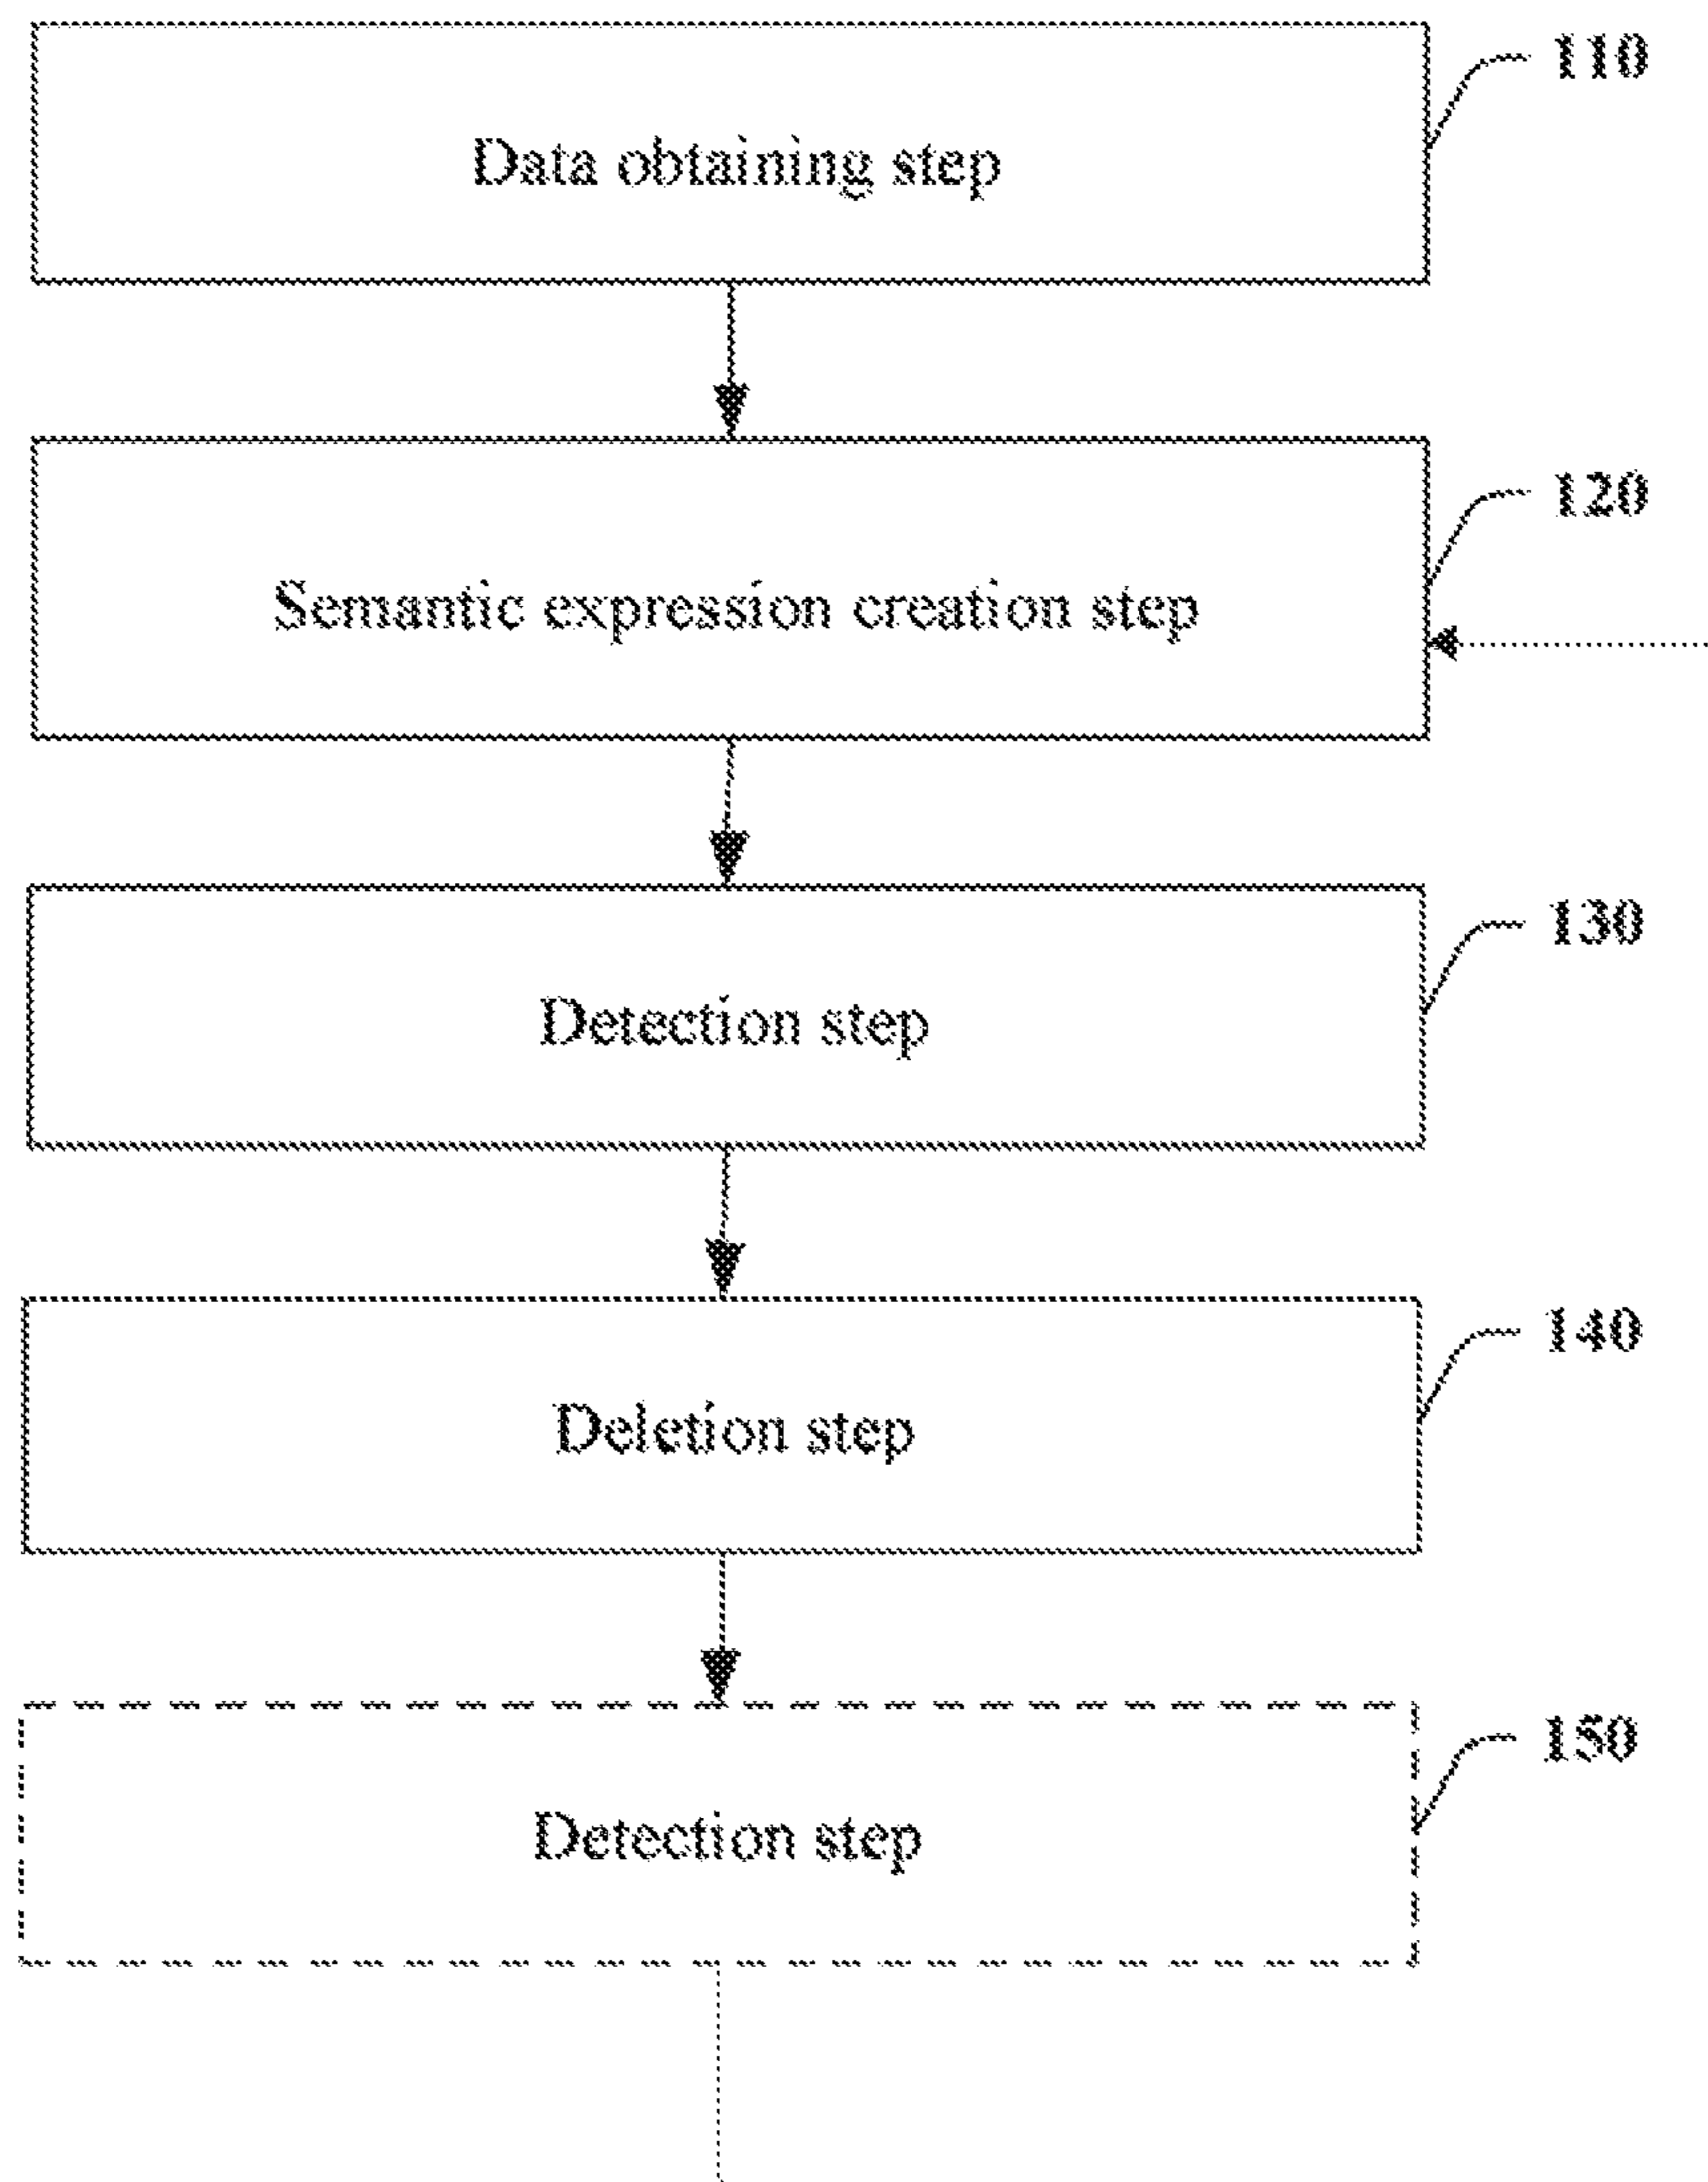 110
Data obtaining step
120
Semantic expression creation step
130
Detection step
140
Deletion step
150
Detection step